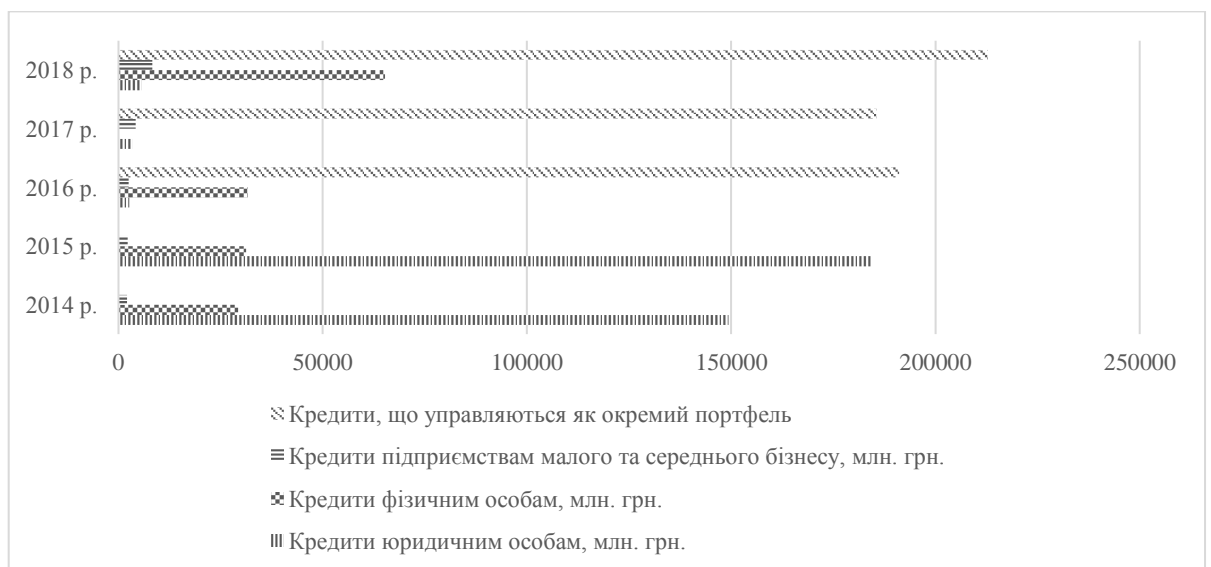 2018 р.
2017 р.
2016 р.
2015 р.
2014 р.
0 50000 100000 150000 200000 250000
Кредити, що управляються як окремий портфель
Кредити підприємствам малого та середнього бізнесу, млн. грн.
Кредити фізичним особам, млн. грн.
Кредити юридичним особам, млн. грн.